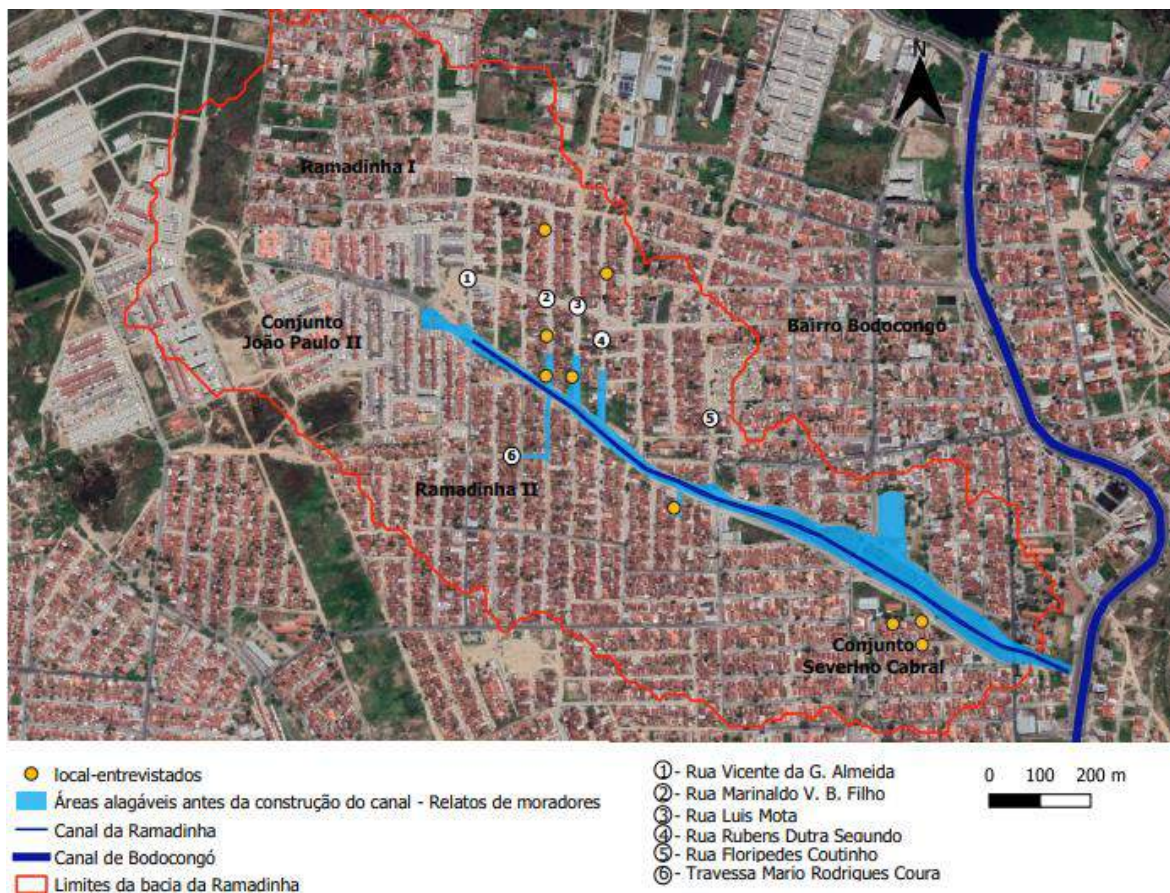 N
Ramadinha I
1
2
3
Conjunto
João Paulo II
Bairro Bodocongó
4
5
6
Ramadinha II
Conjunto
Severino Cabral
local-entrevistados
Áreas alagáveis antes da construção do canal - Relatos de moradores
Canal da Ramadinha
Canal de Bodocongó
Limites da bacia da Ramadinha
1 - Rua Vicente da G. Almeida
2 - Rua Marinaldo V. B. Filho
3 - Rua Luis Mota
4 - Rua Rubens Dutra Segundo
5 - Rua Floripedes Coutinho
6 - Travessa Mario Rodrigues Coura
0 100 200 m